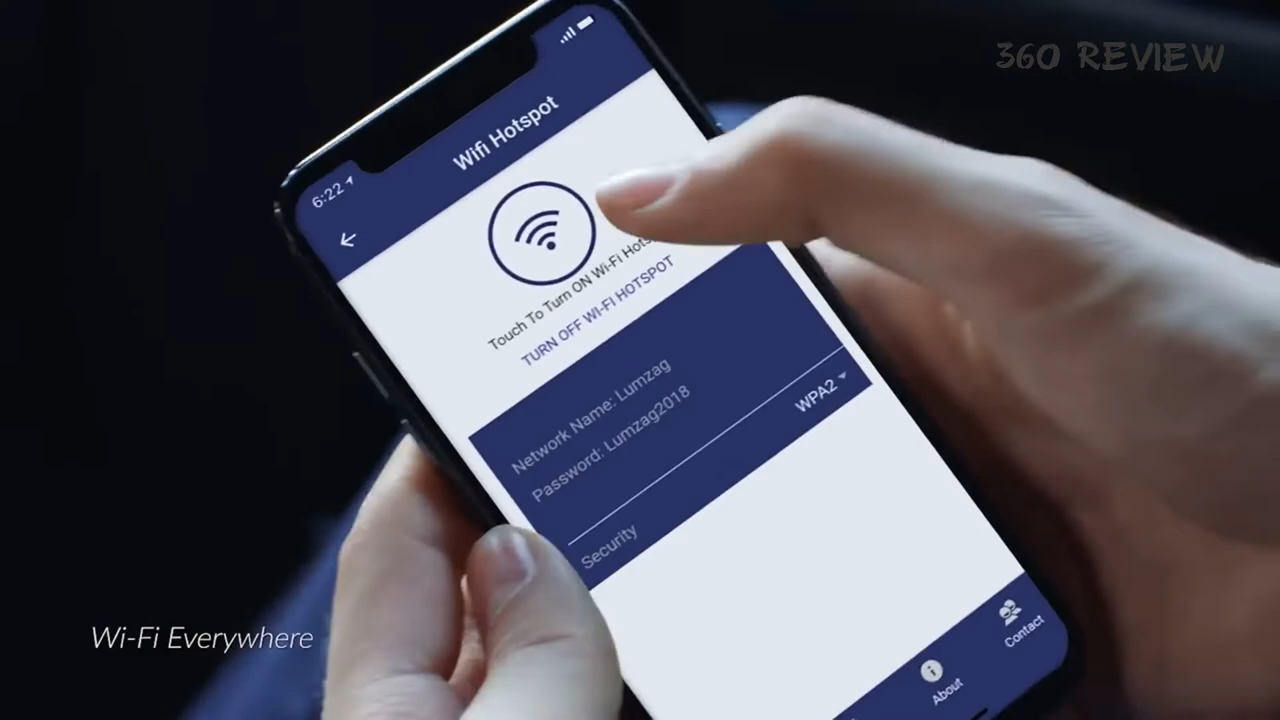 360 REVIEW
6:22
Wifi Hotspot
Touch To Turn ON Wi-Fi
TURN OFF WI-FI HOTSPOT
Network Name: Lumzag
Password: Lumzag2018
Security
WPA2
About
Contact
Wi-Fi Everywhere